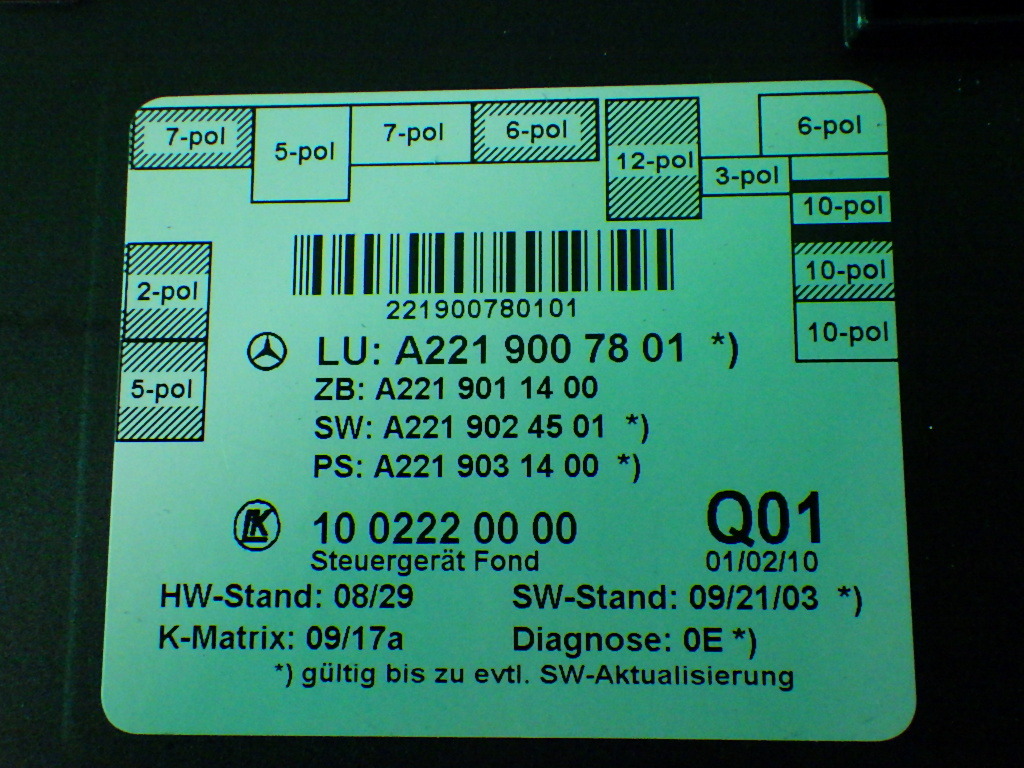 7-pol 5-pol 7-pol 6-pol 12-pol 3-pol 6-pol
10-pol
10-pol
10-pol
2-pol
5-pol
221900780101
LU: A221 900 78 01 *)
ZB: A221 901 14 00
SW: A221 902 45 01 *)
PS: A221 903 14 00 *)
10 0222 00 00 Q01
Steuergerät Fond 01/02/10
HW-Stand: 08/29 SW-Stand: 09/21/03 *)
K-Matrix: 09/17a Diagnose: 0E *)
*) gültig bis zu evtl. SW-Aktualisierung